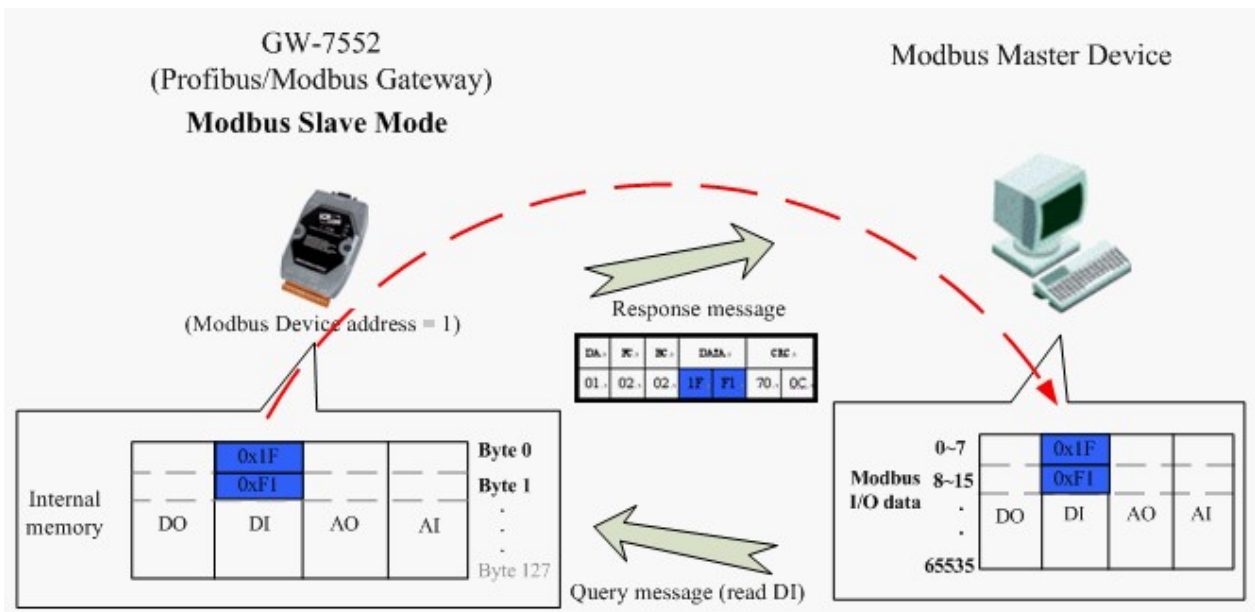 GW-7552
(Profibus/Modbus Gateway)
Modbus Slave Mode
Modbus Master Device
(Modbus Device address = 1)
Response message
DA FC BC DATA CRC
01 02 02 1F F1 70 0C
Internal
memory
0x1F
0xF1
DO DI AO AI
Byte 0
Byte 1
.
.
.
Byte 127
Query message (read DI)
Modbus
I/O data
0~7
8~15
.
.
.
65535
0x1F
0xF1
DO DI AO AI